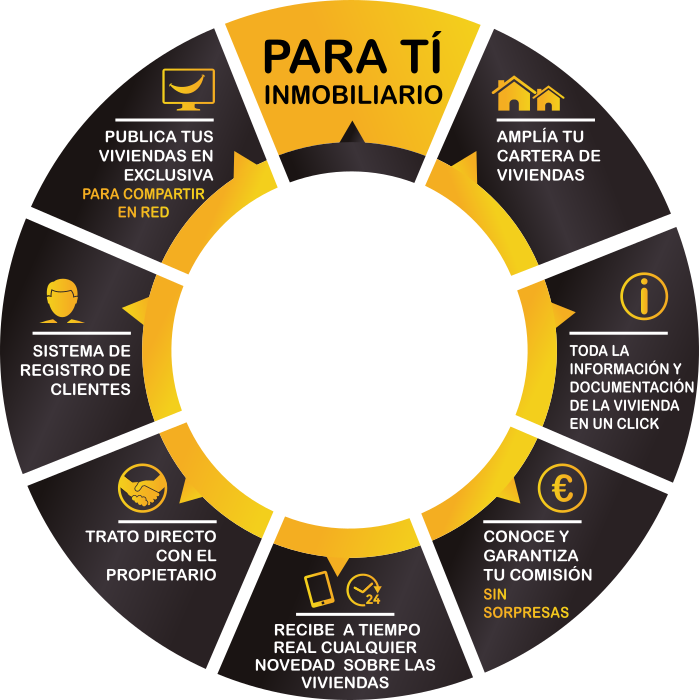 PARA TÍ
INMOBILIARIO
AMPLÍA TU
CARTERA DE
VIVIENDAS
TODA LA
INFORMACIÓN Y
DOCUMENTACIÓN
DE LA VIVIENDA
EN UN CLICK
CONOCE Y
GARANTIZA
TU COMISIÓN
SIN
SORPRESAS
24
RECIBE A TIEMPO
REAL CUALQUIER
NOVEDAD SOBRE LAS
VIVIENDAS
TRATO DIRECTO
CON EL
PROPIETARIO
SISTEMA DE
REGISTRO DE
CLIENTES
PUBLICA TUS
VIVIENDAS EN
EXCLUSIVA
PARA COMPARTIR
EN RED